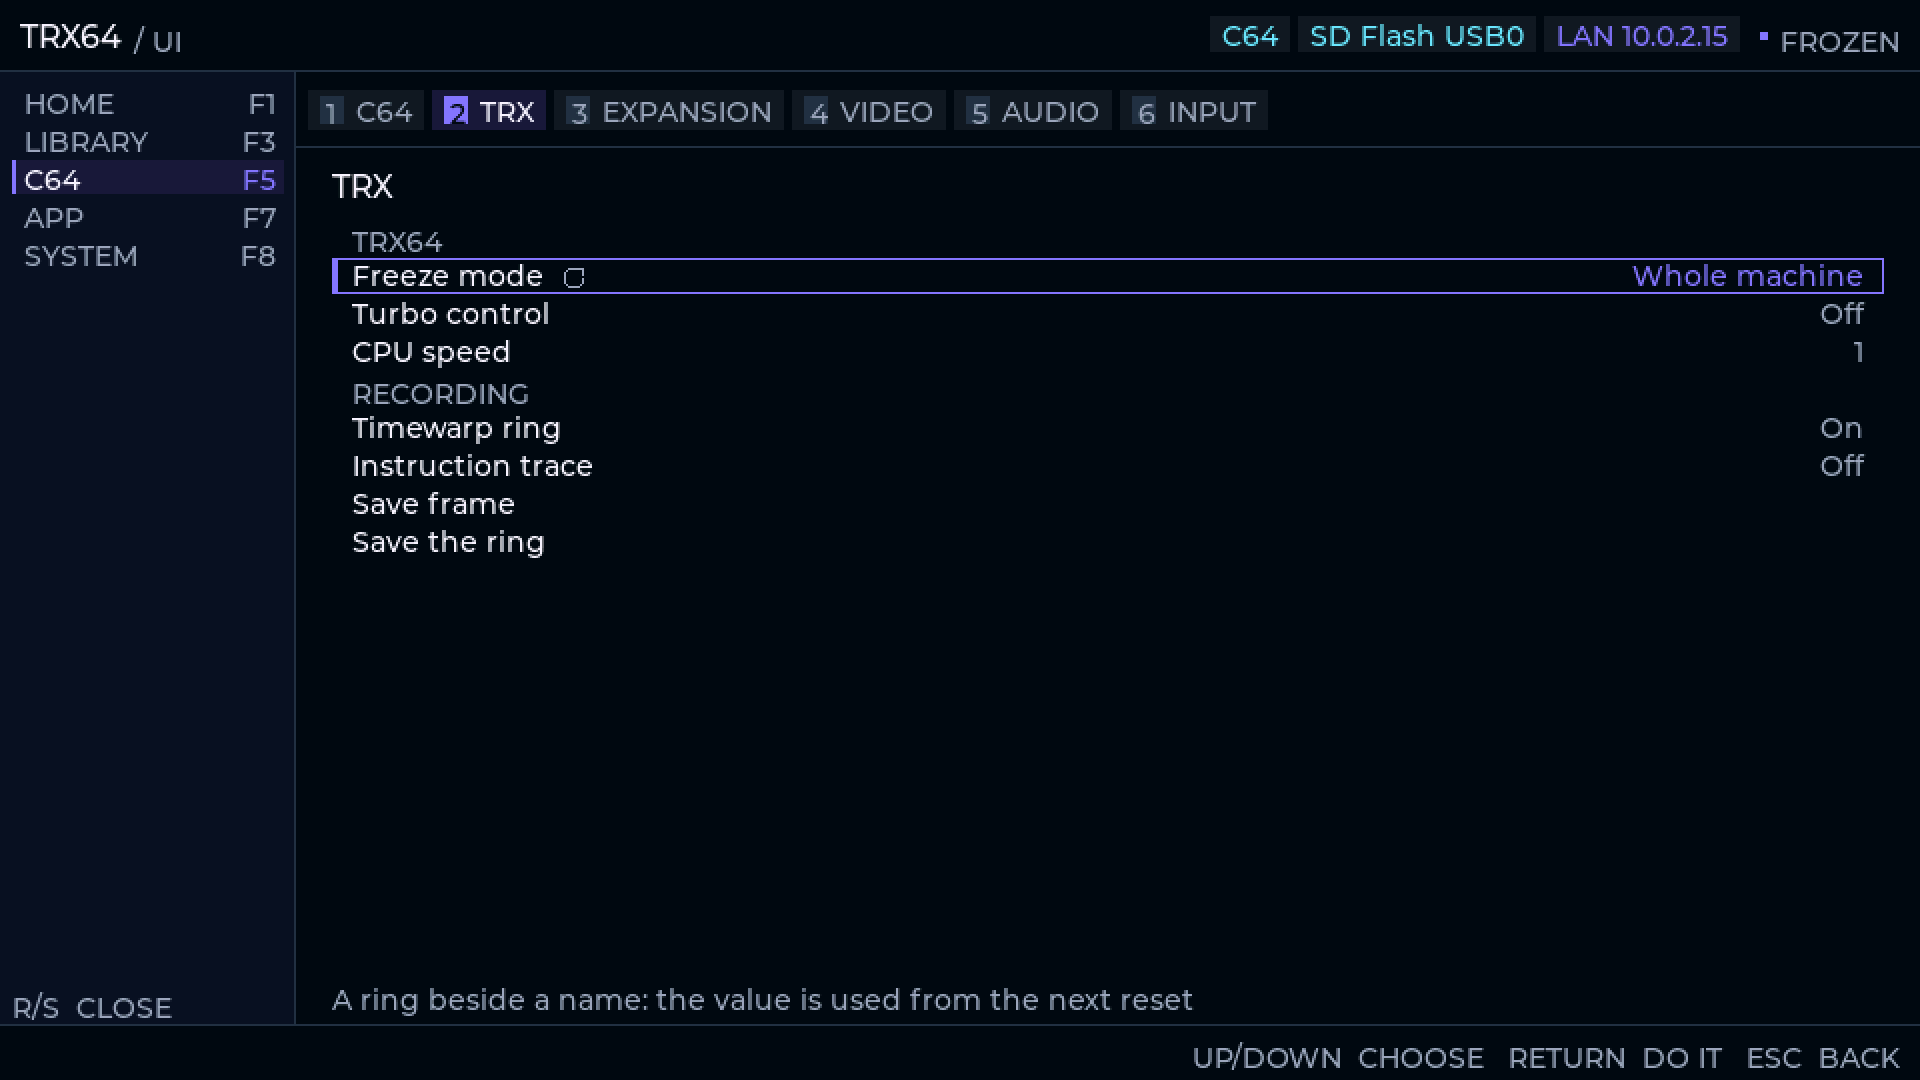 TRX64 / UI C64 SD Flash USB0 LAN 10.0.2.15 FROZEN
HOME F1
LIBRARY F3
C64 F5
APP F7
SYSTEM F8
1 C64 2 TRX 3 EXPANSION 4 VIDEO 5 AUDIO 6 INPUT
TRX
TRX64
Freeze mode Whole machine
Turbo control Off
CPU speed 1
RECORDING
Timewarp ring On
Instruction trace Off
Save frame
Save the ring
A ring beside a name: the value is used from the next reset
R/S CLOSE
UP/DOWN CHOOSE RETURN DO IT ESC BACK